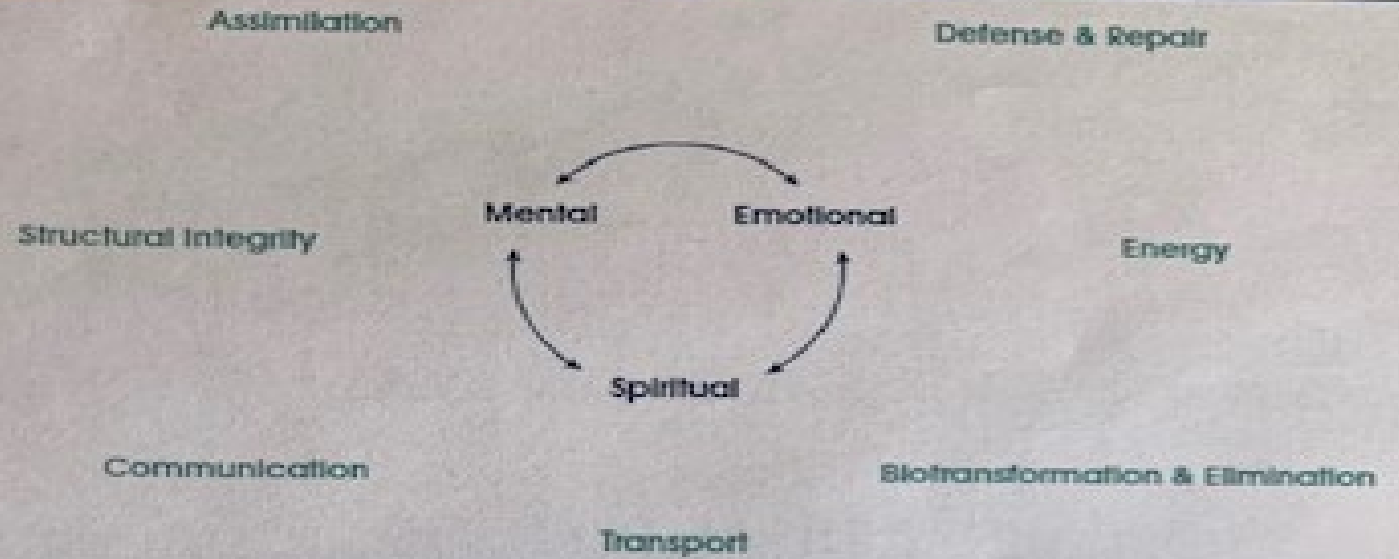 Assimilation
Defense & Repair
Mental
Emotional
Structural Integrity
Energy
Spiritual
Communication
Biotransformation & Elimination
Transport